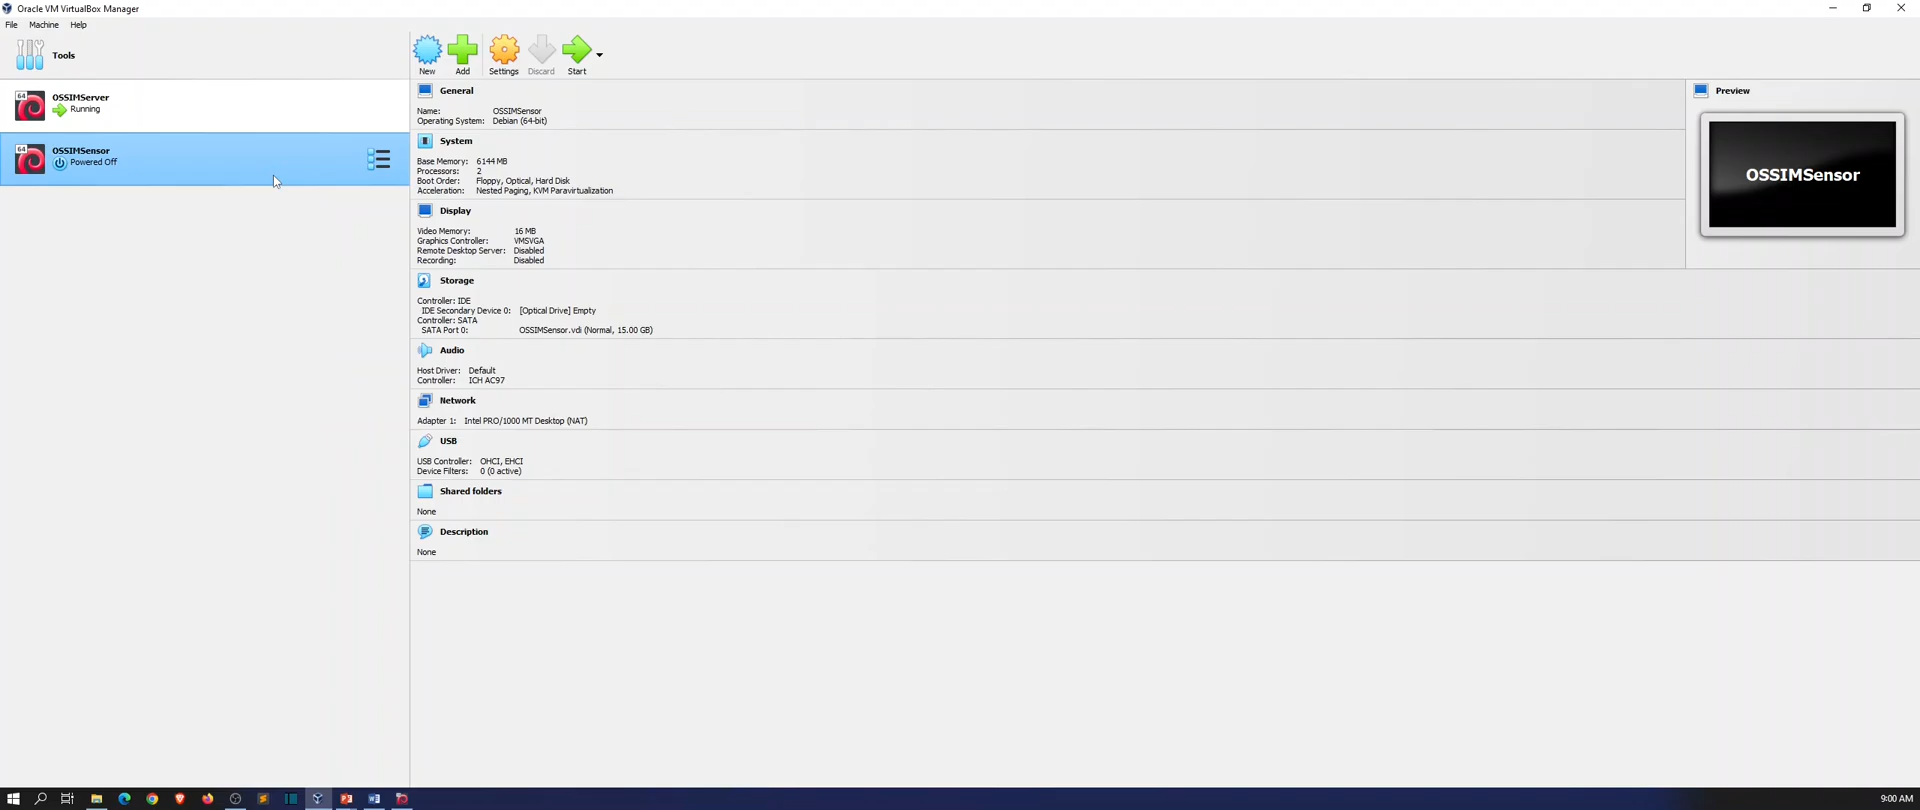 Oracle VM VirtualBox Manager
File Machine Help
Tools
New Add Settings Discard Start
64 OSSIMServer
Running
64 OSSIMSensor
Powered Off
General
Name: OSSIMSensor
Operating System: Debian (64-bit)
System
Base Memory: 6144 MB
Processors: 2
Boot Order: Floppy, Optical, Hard Disk
Acceleration: Nested Paging, KVM Paravirtualization
Display
Video Memory: 16 MB
Graphics Controller: VMSVGA
Remote Desktop Server: Disabled
Recording: Disabled
Storage
Controller: IDE
IDE Secondary Device 0: [Optical Drive] Empty
Controller: SATA
SATA Port 0: OSSIMSensor.vdi (Normal, 15.00 GB)
Audio
Host Driver: Default
Controller: ICH AC97
Network
Adapter 1: Intel PRO/1000 MT Desktop (NAT)
USB
USB Controller: OHCI, EHCI
Device Filters: 0 (0 active)
Shared folders
None
Description
None
Preview
OSSIMSensor
9:00 AM